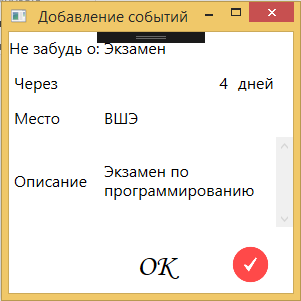 Добавление событий
Не забудь о: Экзамен
Через 4 дней
Место ВШЭ
Описание Экзамен по
программированию
OK